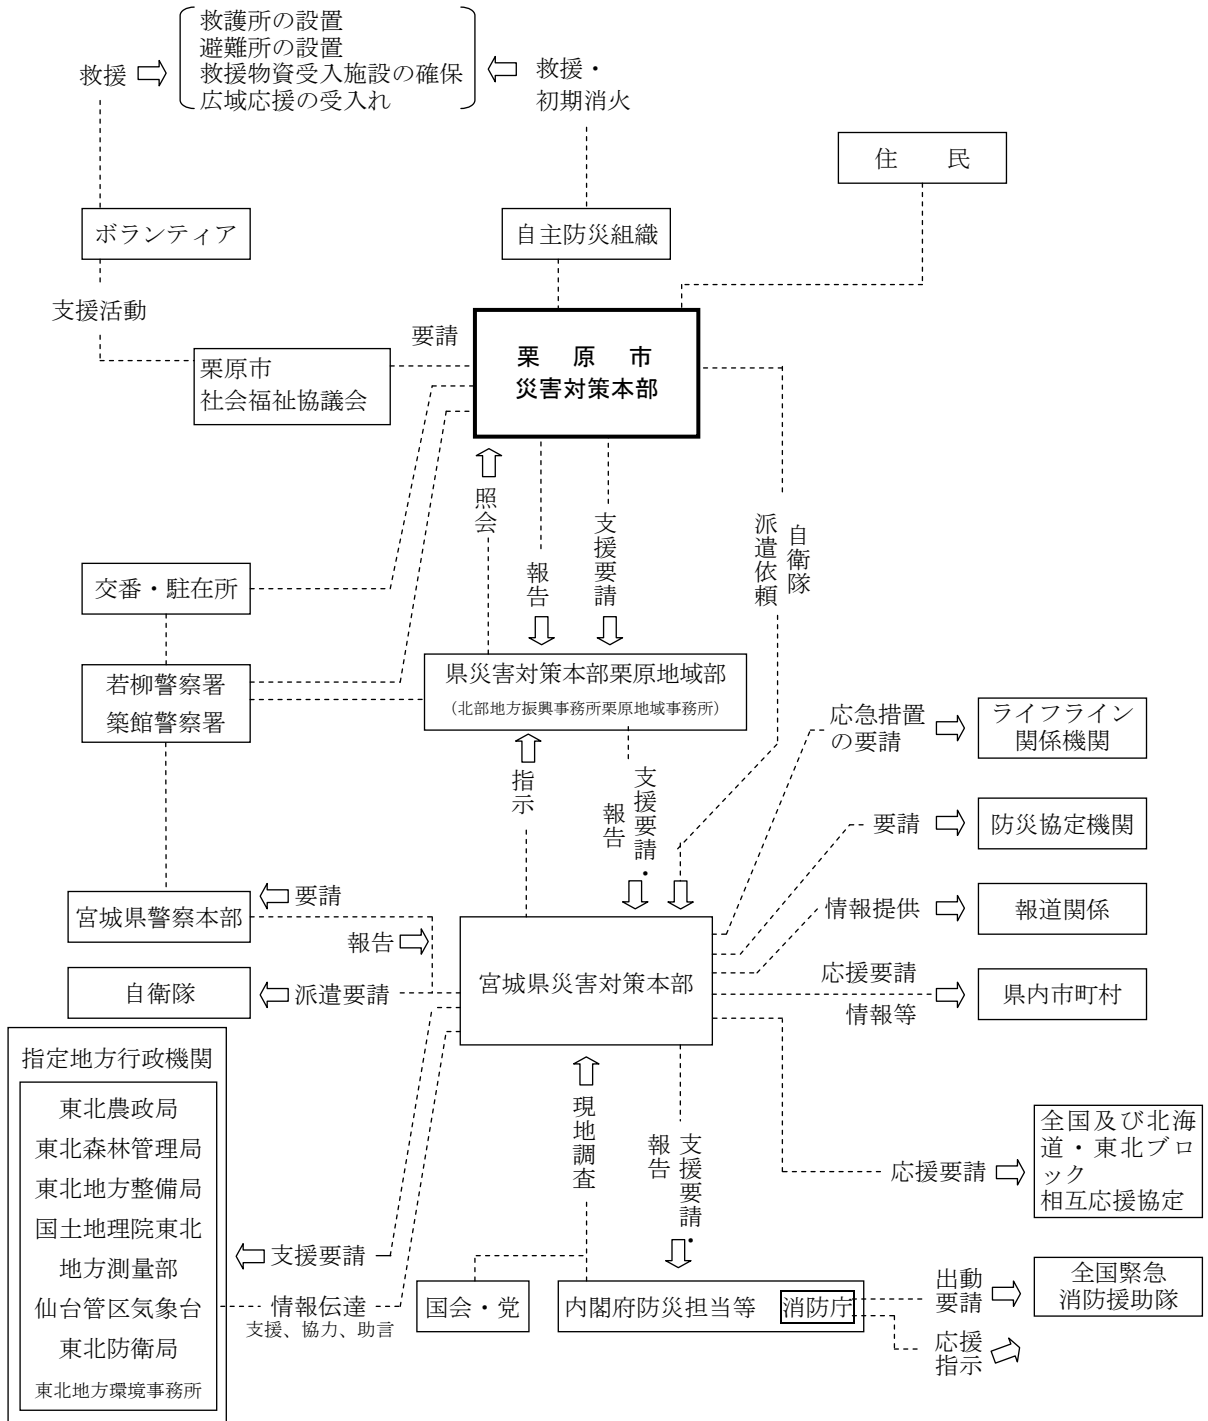 救護所の設置
避難所の設置
救援物資受入施設の確保
広域応援の受入れ
救援
救援・
初期消火
住　民
ボランティア
自主防災組織
支援活動
要請
栗　原　市
災害対策本部
栗原市
社会福祉協議会
照会
報告
支援要請
自衛隊
派遣依頼
交番・駐在所
若柳警察署
築館警察署
県災害対策本部栗原地域部
（北部地方振興事務所栗原地域事務所）
応急措置
の要請
ライフライン
関係機関
指示
支援要請・
報告
要請
防災協定機関
要請
宮城県警察本部
報告
情報提供
報道関係
宮城県災害対策本部
自衛隊
派遣要請
応援要請
情報等
県内市町村
指定地方行政機関
東北農政局
東北森林管理局
東北地方整備局
国土地理院東北
地方測量部
仙台管区気象台
東北防衛局
東北地方環境事務所
支援要請
情報伝達
支援、協力、助言
現地調査
支援要請・
報告
応援要請
全国及び北海
道・東北ブロ
ック
相互応援協定
国会・党
内閣府防災担当等
消防庁
出動
要請
全国緊急
消防援助隊
応援
指示